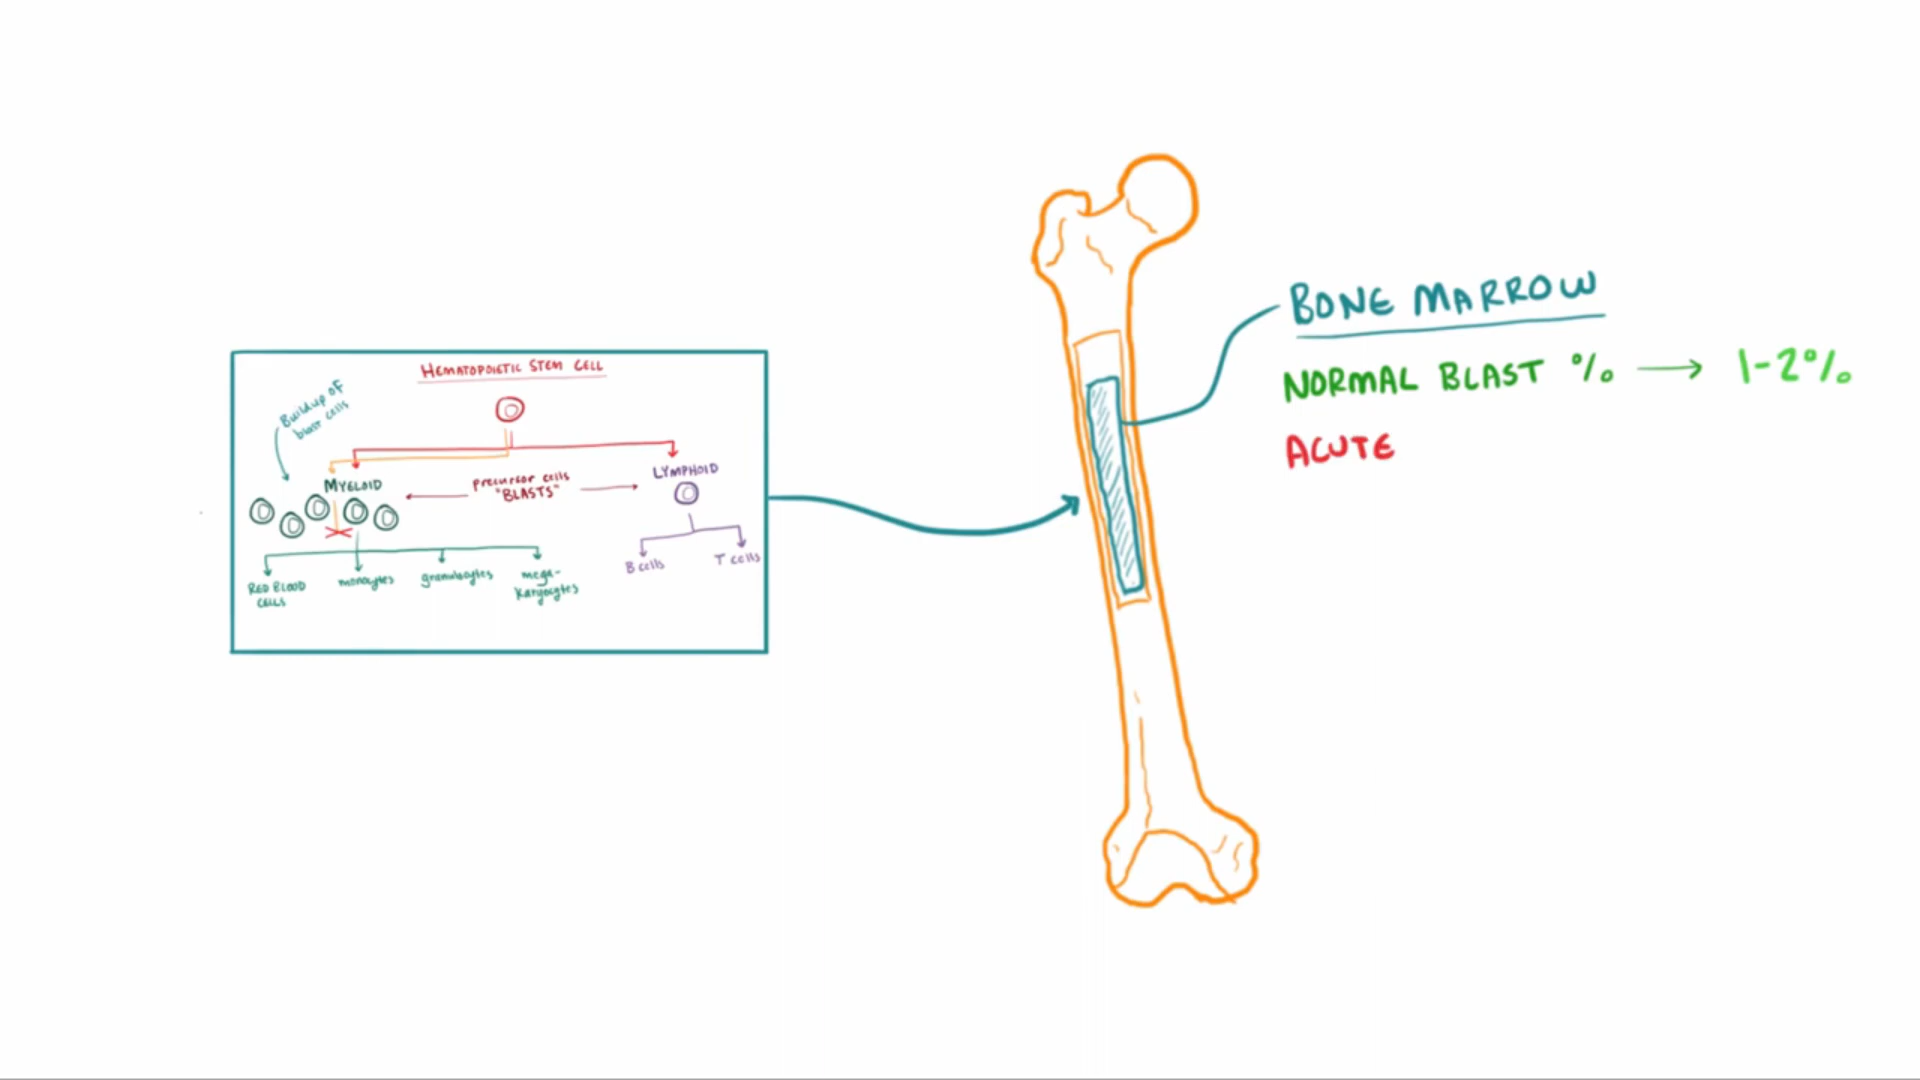 HEMATOPOIETIC STEM CELL
Buildup of
blast cells
MYELOID
precursor cells
"BLASTS"
LYMPHOID
RED BLOOD
CELLS
monocytes
granulocytes
mega-
karyocytes
B cells
T cells
BONE MARROW
NORMAL BLAST % → 1-2%
ACUTE